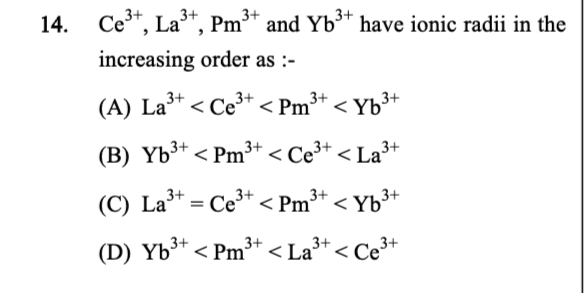 14. Ce³⁺, La³⁺, Pm³⁺ and Yb³⁺ have ionic radii in the
increasing order as :-
(A) La³⁺ < Ce³⁺ < Pm³⁺ < Yb³⁺
(B) Yb³⁺ < Pm³⁺ < Ce³⁺ < La³⁺
(C) La³⁺ = Ce³⁺ < Pm³⁺ < Yb³⁺
(D) Yb³⁺ < Pm³⁺ < La³⁺ < Ce³⁺